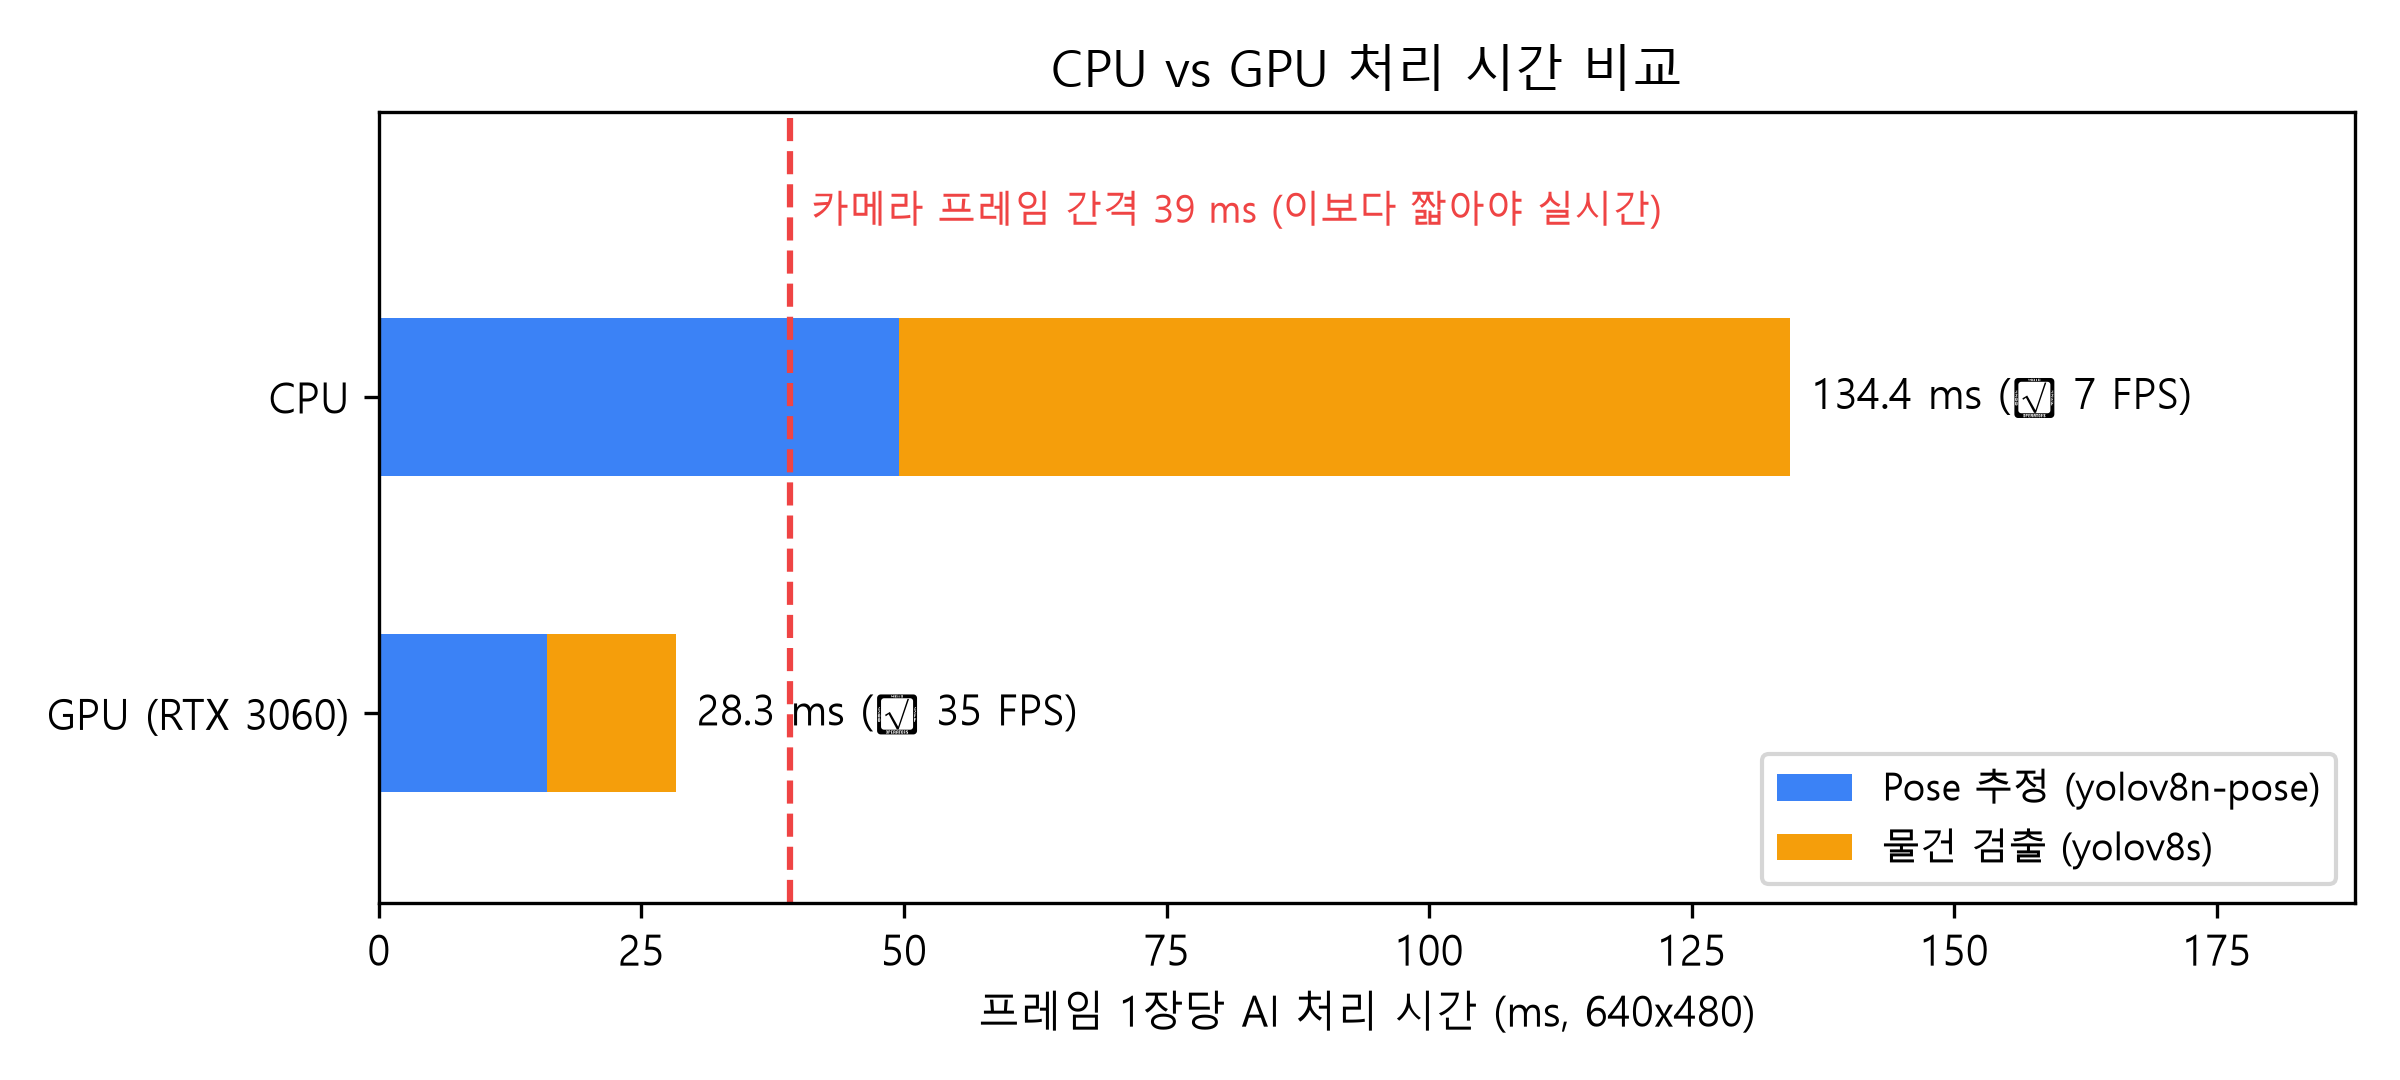 CPU vs GPU 처리 시간 비교
카메라 프레임 간격 39 ms (이보다 짧아야 실시간)
CPU
134.4 ms ( 7 FPS)
GPU (RTX 3060)
28.3 ms ( 35 FPS)
Pose 추정 (yolov8n-pose)
물건 검출 (yolov8s)
0 25 50 75 100 125 150 175
프레임 1장당 AI 처리 시간 (ms, 640x480)